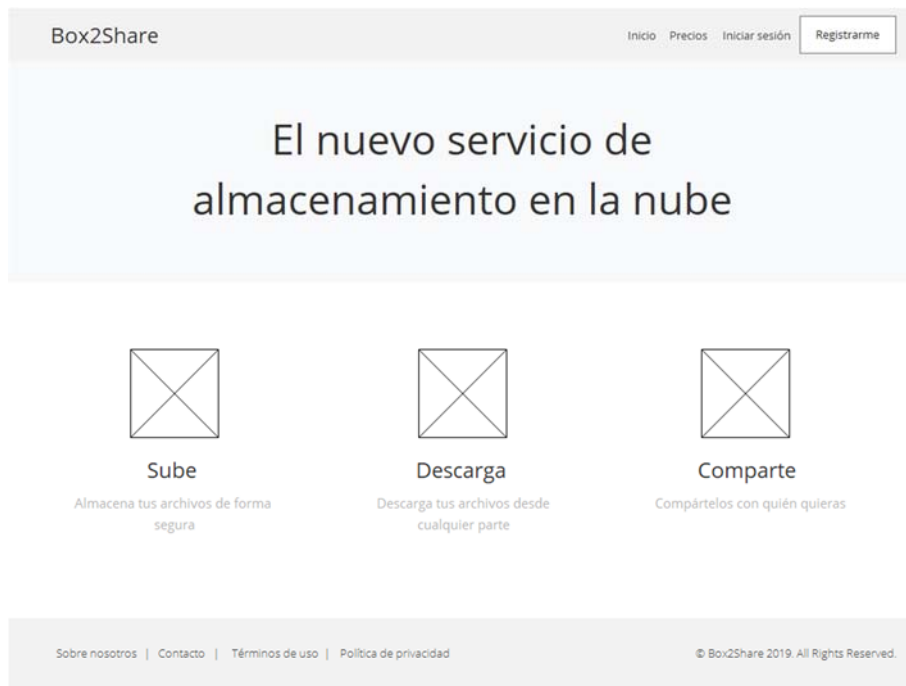 Box2Share
Inicio Precios Iniciar sesión Registrarme
El nuevo servicio de
almacenamiento en la nube
Sube
Almacena tus archivos de forma
segura
Descarga
Descarga tus archivos desde
cualquier parte
Comparte
Compártelos con quién quieras
Sobre nosotros | Contacto | Términos de uso | Política de privacidad
© Box2Share 2019. All Rights Reserved.